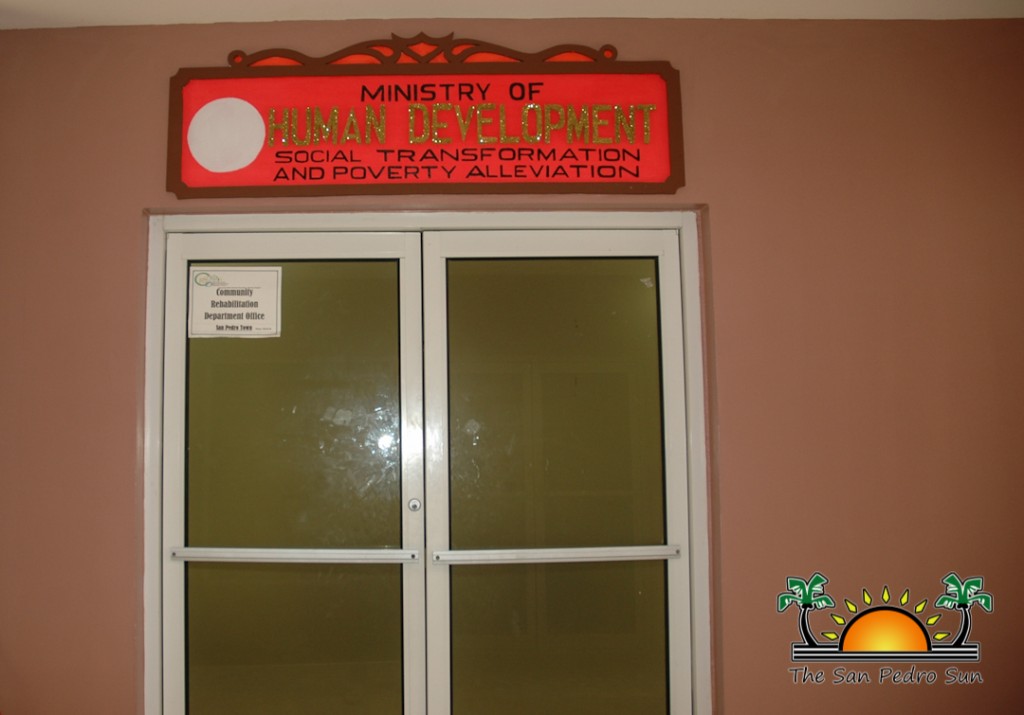 MINISTRY OF
HUMAN DEVELOPMENT
SOCIAL TRANSFORMATION
AND POVERTY ALLEVIATION
Community
Rehabilitation
Department Office
San Pedro Town
The San Pedro Sun